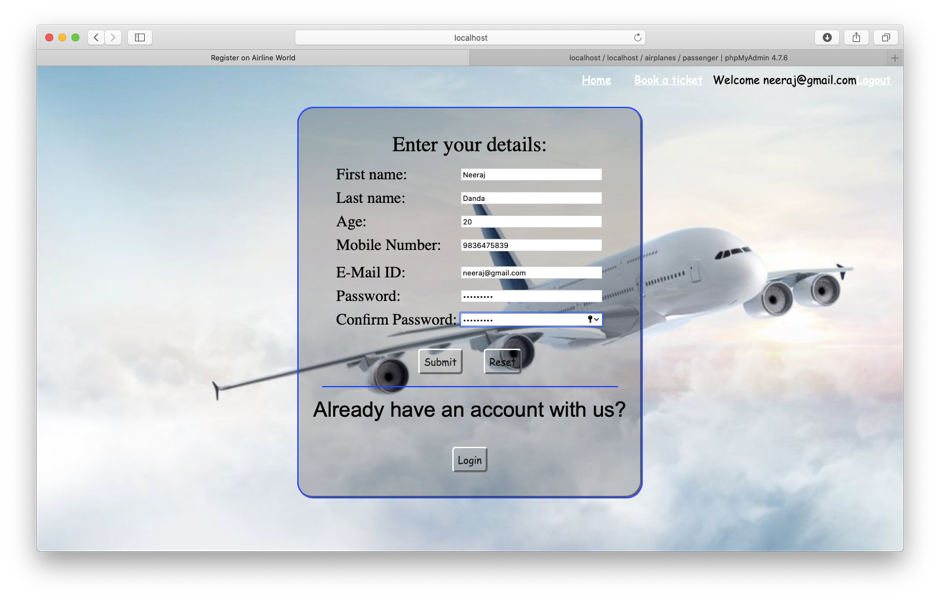 localhost
Register on Airline World
localhost / localhost / airplanes / passenger | phpMyAdmin 4.7.6
Home Book a ticket Welcome neeraj@gmail.com Logout
Enter your details:
First name: Neeraj
Last name: Danda
Age: 20
Mobile Number: 9836475839
E-Mail ID: neeraj@gmail.com
Password: •••••••••
Confirm Password: •••••••••
Submit Reset
Already have an account with us?
Login